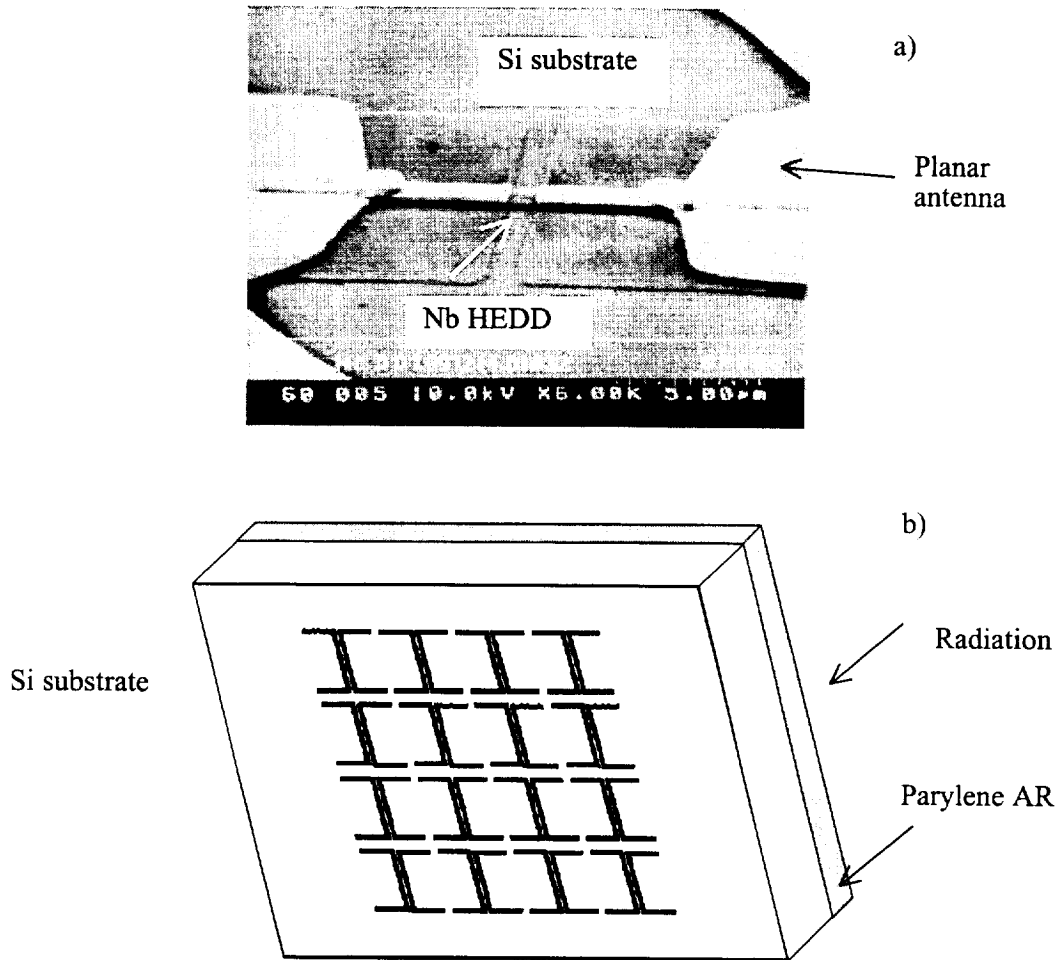 a)
Si substrate
Planar
antenna
Nb HEDD
60 005 10.0kV X6.00K 5.00µm
b)
Radiation
Si substrate
Parylene AR